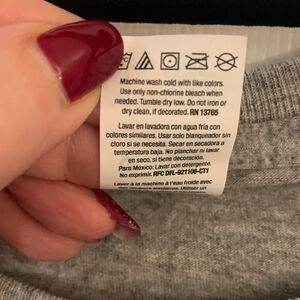 Machine wash cold with like colors.
Use only non-chlorine bleach when
needed. Tumble dry low. Do not iron or
dry clean, if decorated. RN 13765
Lavar en lavadora con agua fría con
colores similares. Usar solo blanqueador sin
cloro si es necesario. Secar en secadora a
temperatura baja. No planchar ni lavar
en seco, si tiene decoración.
Para México: Lavar con detergente.
No exprimir. RFC DFL-921106-CT1
Laver à la machine à l'eau froide avec